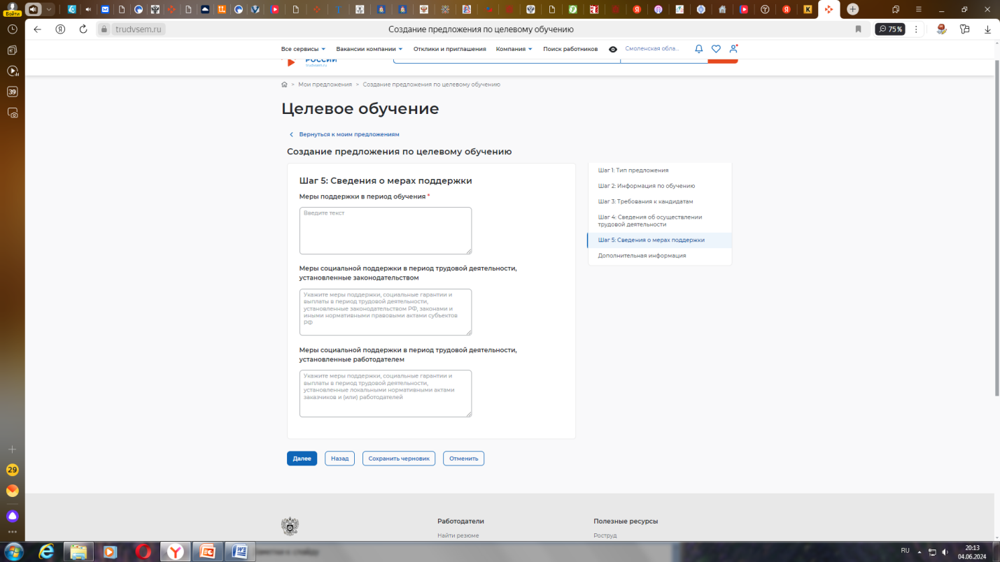 Войти
trudvsem.ru
Создание предложения по целевому обучению
75%
39
Все сервисы
Вакансии компании
Отклики и приглашения
Компания
Поиск работников
Смоленская обла...
РОССИИ
trudvsem.ru
> Мои предложения > Создание предложения по целевому обучению
Целевое обучение
Вернуться к моим предложениям
Создание предложения по целевому обучению
Шаг 5: Сведения о мерах поддержки
Меры поддержки в период обучения *
Введите текст
Меры социальной поддержки в период трудовой деятельности,
установленные законодательством
Укажите меры поддержки, социальные гарантии и
выплаты в период трудовой деятельности,
установленные законодательством РФ, законами и
иными нормативными правовыми актами субъектов
РФ
Меры социальной поддержки в период трудовой деятельности,
установленные работодателем
Укажите меры поддержки, социальные гарантии и
выплаты в период трудовой деятельности,
установленные локальными нормативными актами
заказчиков и (или) работодателей
Далее
Назад
Сохранить черновик
Отменить
Шаг 1: Тип предложения
Шаг 2: Информация по обучению
Шаг 3: Требования к кандидатам
Шаг 4: Сведения об осуществлении
трудовой деятельности
Шаг 5: Сведения о мерах поддержки
Дополнительная информация
29
Работодатели
Найти резюме
Полезные ресурсы
Роструд
RU
20:13
04.06.2024